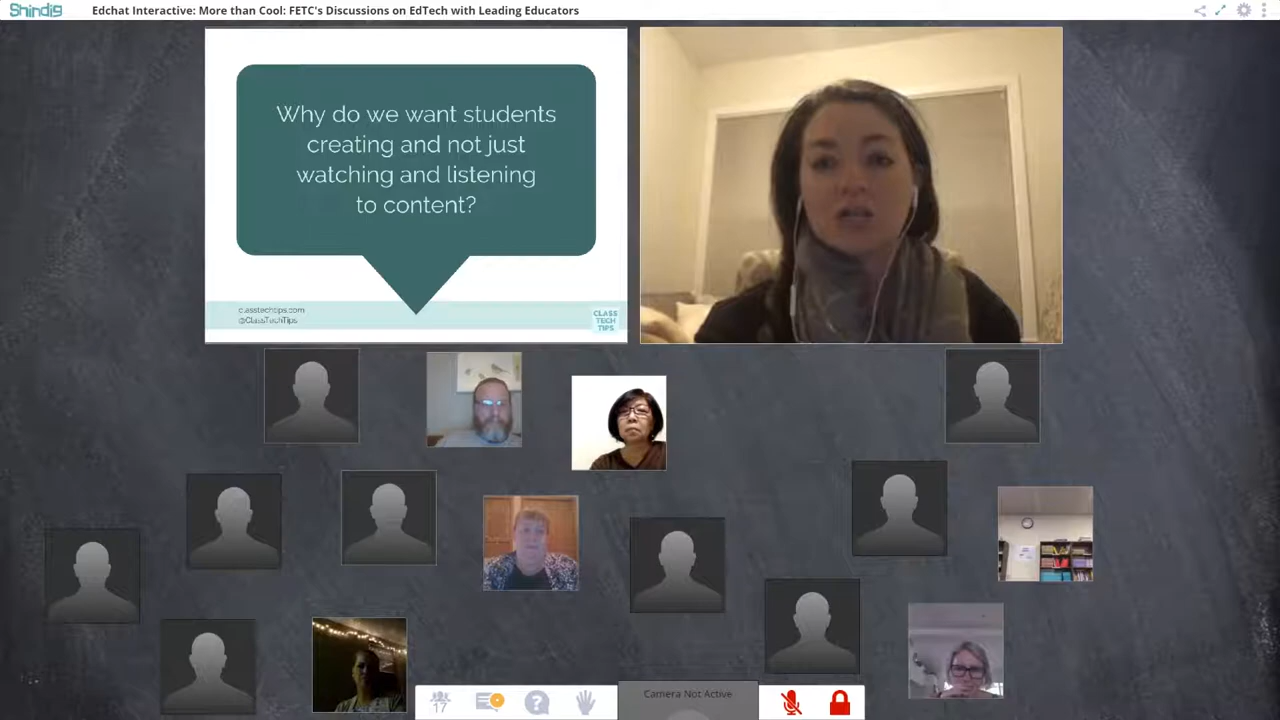 Shindig
Edchat Interactive: More than Cool: FETC's Discussions on EdTech with Leading Educators
Why do we want students
creating and not just
watching and listening
to content?
classtechtips.com
@ClassTechTips
CLASS
TECH
TIPS
17
Camera Not Active